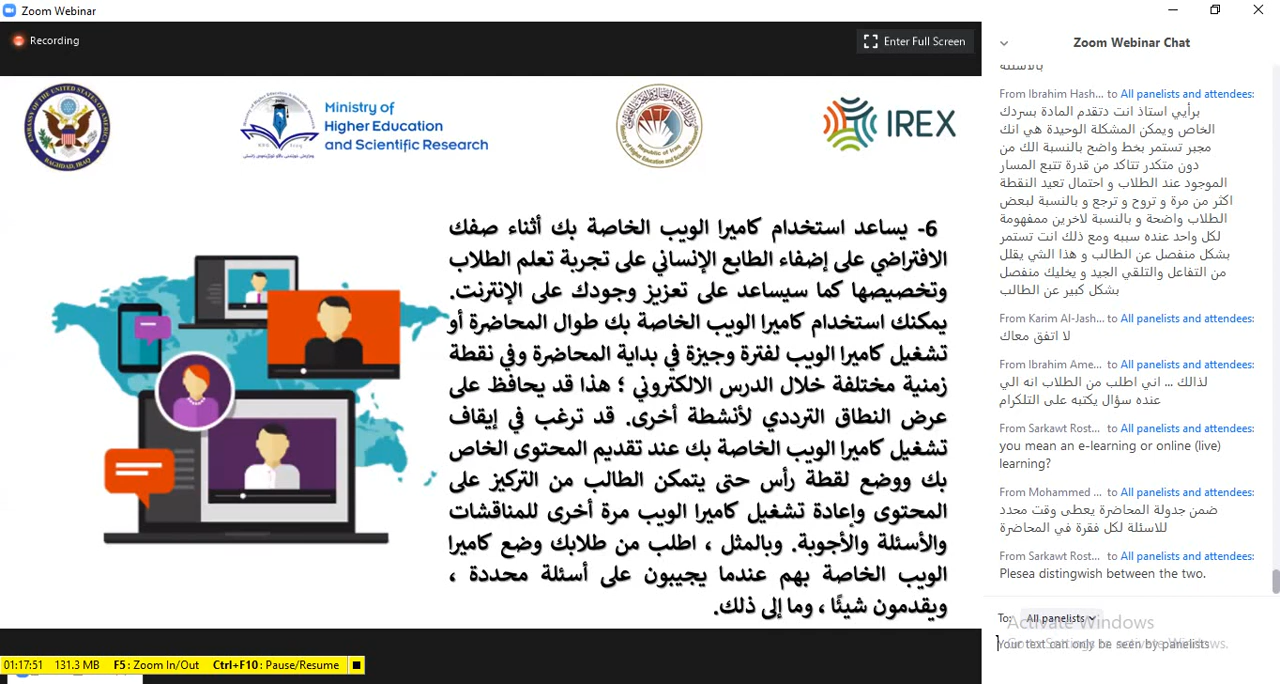 Zoom Webinar
Recording
Enter Full Screen
EMBASSY OF THE UNITED STATES OF AMERICA
BAGHDAD, IRAQ
Ministry of
Higher Education
and Scientific Research
IREX
6- يساعد استخدام كاميرا الويب الخاصة بك أثناء صفك
الافتراضي على إضفاء الطابع الإنساني على تجربة تعلم الطلاب
وتخصيصها كما سيساعد على تعزيز وجودك على الإنترنت.
يمكنك استخدام كاميرا الويب الخاصة بك طوال المحاضرة أو
تشغيل كاميرا الويب لفترة وجيزة في بداية المحاضرة وفي نقطة
زمنية مختلفة خلال الدرس الالكتروني ؛ هذا قد يحافظ على
عرض النطاق الترددي لأنشطة أخرى. قد ترغب في إيقاف
تشغيل كاميرا الويب الخاصة بك عند تقديم المحتوى الخاص
بك ووضع لقطة رأس حتى يتمكن الطالب من التركيز على
المحتوى وإعادة تشغيل كاميرا الويب مرة أخرى للمناقشات
والأسئلة والأجوبة. وبالمثل ، اطلب من طلابك وضع كاميرا
الويب الخاصة بهم عندما يجيبون على أسئلة محددة ،
ويقدمون شيئًا ، وما إلى ذلك.
Zoom Webinar Chat
بالاسئلة
From Ibrahim Hash... to All panelists and attendees:
برأيي استاذ انت دتقدم المادة بسردك
الخاص ويمكن المشكلة الوحيدة هي انك
مجبر تستمر بخط واضح بالنسبة الك من
دون متكدر تتاكد من قدرة تتبع المسار
الموجود عند الطلاب و احتمال تعيد النقطة
اكثر من مرة و تروح و ترجع و بالنسبة لبعض
الطلاب واضحة و بالنسبة لاخرين ممفهومة
لكل واحد عنده سببه ومع ذلك انت تستمر
بشكل منفصل عن الطالب و هذا الشي يقلل
من التفاعل والتلقي الجيد و يخليك منفصل
بشكل كبير عن الطالب
From Karim Al-Jash... to All panelists and attendees:
لا اتفق معاك
From Ibrahim Ame... to All panelists and attendees:
لذالك ... اني اطلب من الطلاب انه الي
عنده سؤال يكتبه على التلكرام
From Sarkawt Rost... to All panelists and attendees:
you mean an e-learning or online (live)
learning?
From Mohammed ... to All panelists and attendees:
ضمن جدولة المحاضرة يعطى وقت محدد
للاسئلة لكل فقرة في المحاضرة
From Sarkawt Rost... to All panelists and attendees:
Plesea distingwish between the two.
To: All panelists
Activate Windows
Go to Settings to activate Windows.
Your text can only be seen by panelists
01:17:51 131.3 MB F5: Zoom In/Out Ctrl+F10: Pause/Resume